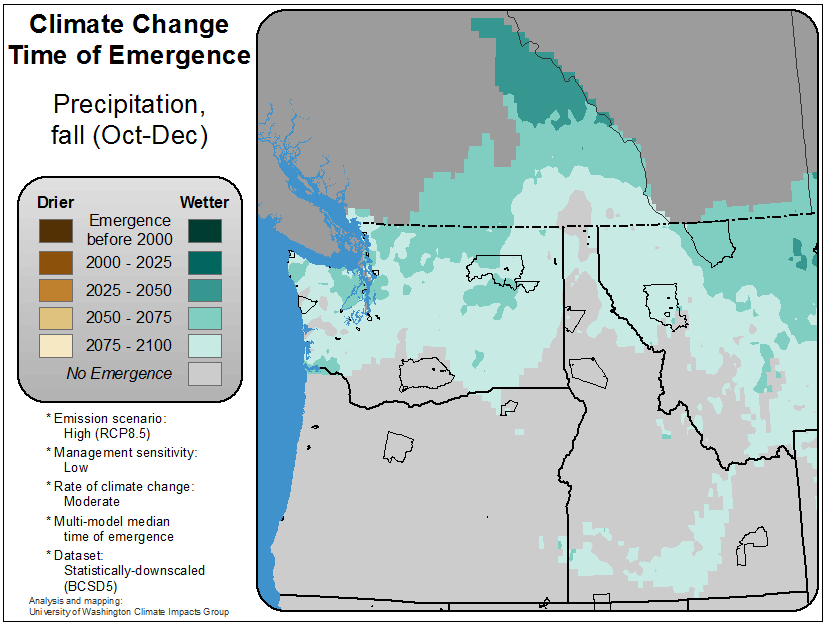 Climate Change
Time of Emergence
Precipitation,
fall (Oct-Dec)
Drier
Wetter
Emergence
before 2000
2000 - 2025
2025 - 2050
2050 - 2075
2075 - 2100
No Emergence
* Emission scenario:
High (RCP8.5)
* Management sensitivity:
Low
* Rate of climate change:
Moderate
* Multi-model median
time of emergence
* Dataset:
Statistically-downscaled
(BCSD5)
Analysis and mapping:
University of Washington Climate Impacts Group